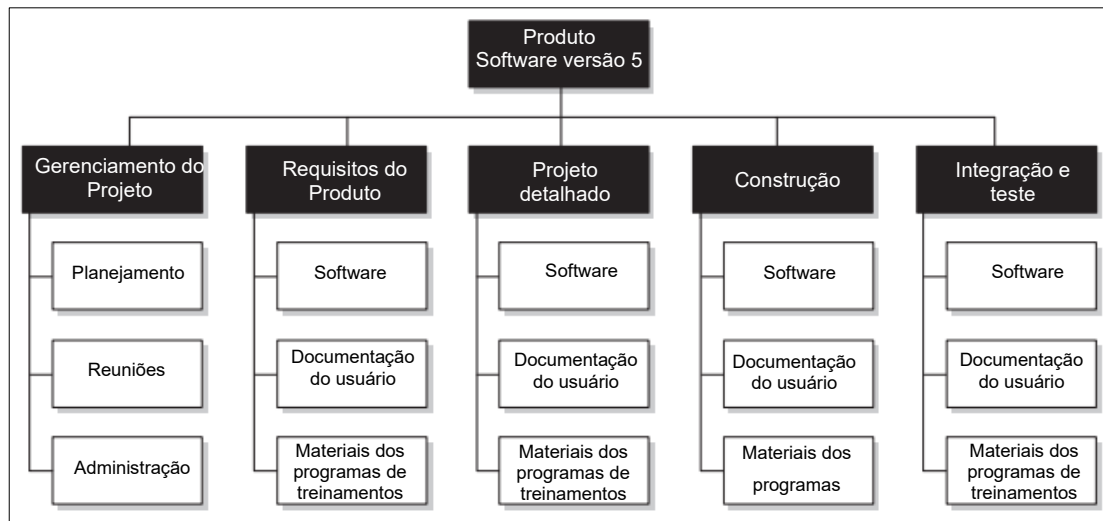 Produto
Software versão 5
Gerenciamento do
Projeto
Requisitos do
Produto
Projeto
detalhado
Construção
Integração e
teste
Planejamento
Software
Software
Software
Software
Reuniões
Documentação
do usuário
Documentação
do usuário
Documentação
do usuário
Documentação
do usuário
Administração
Materiais dos
programas de
treinamentos
Materiais dos
programas de
treinamentos
Materiais dos
programas
Materiais dos
programas de
treinamentos